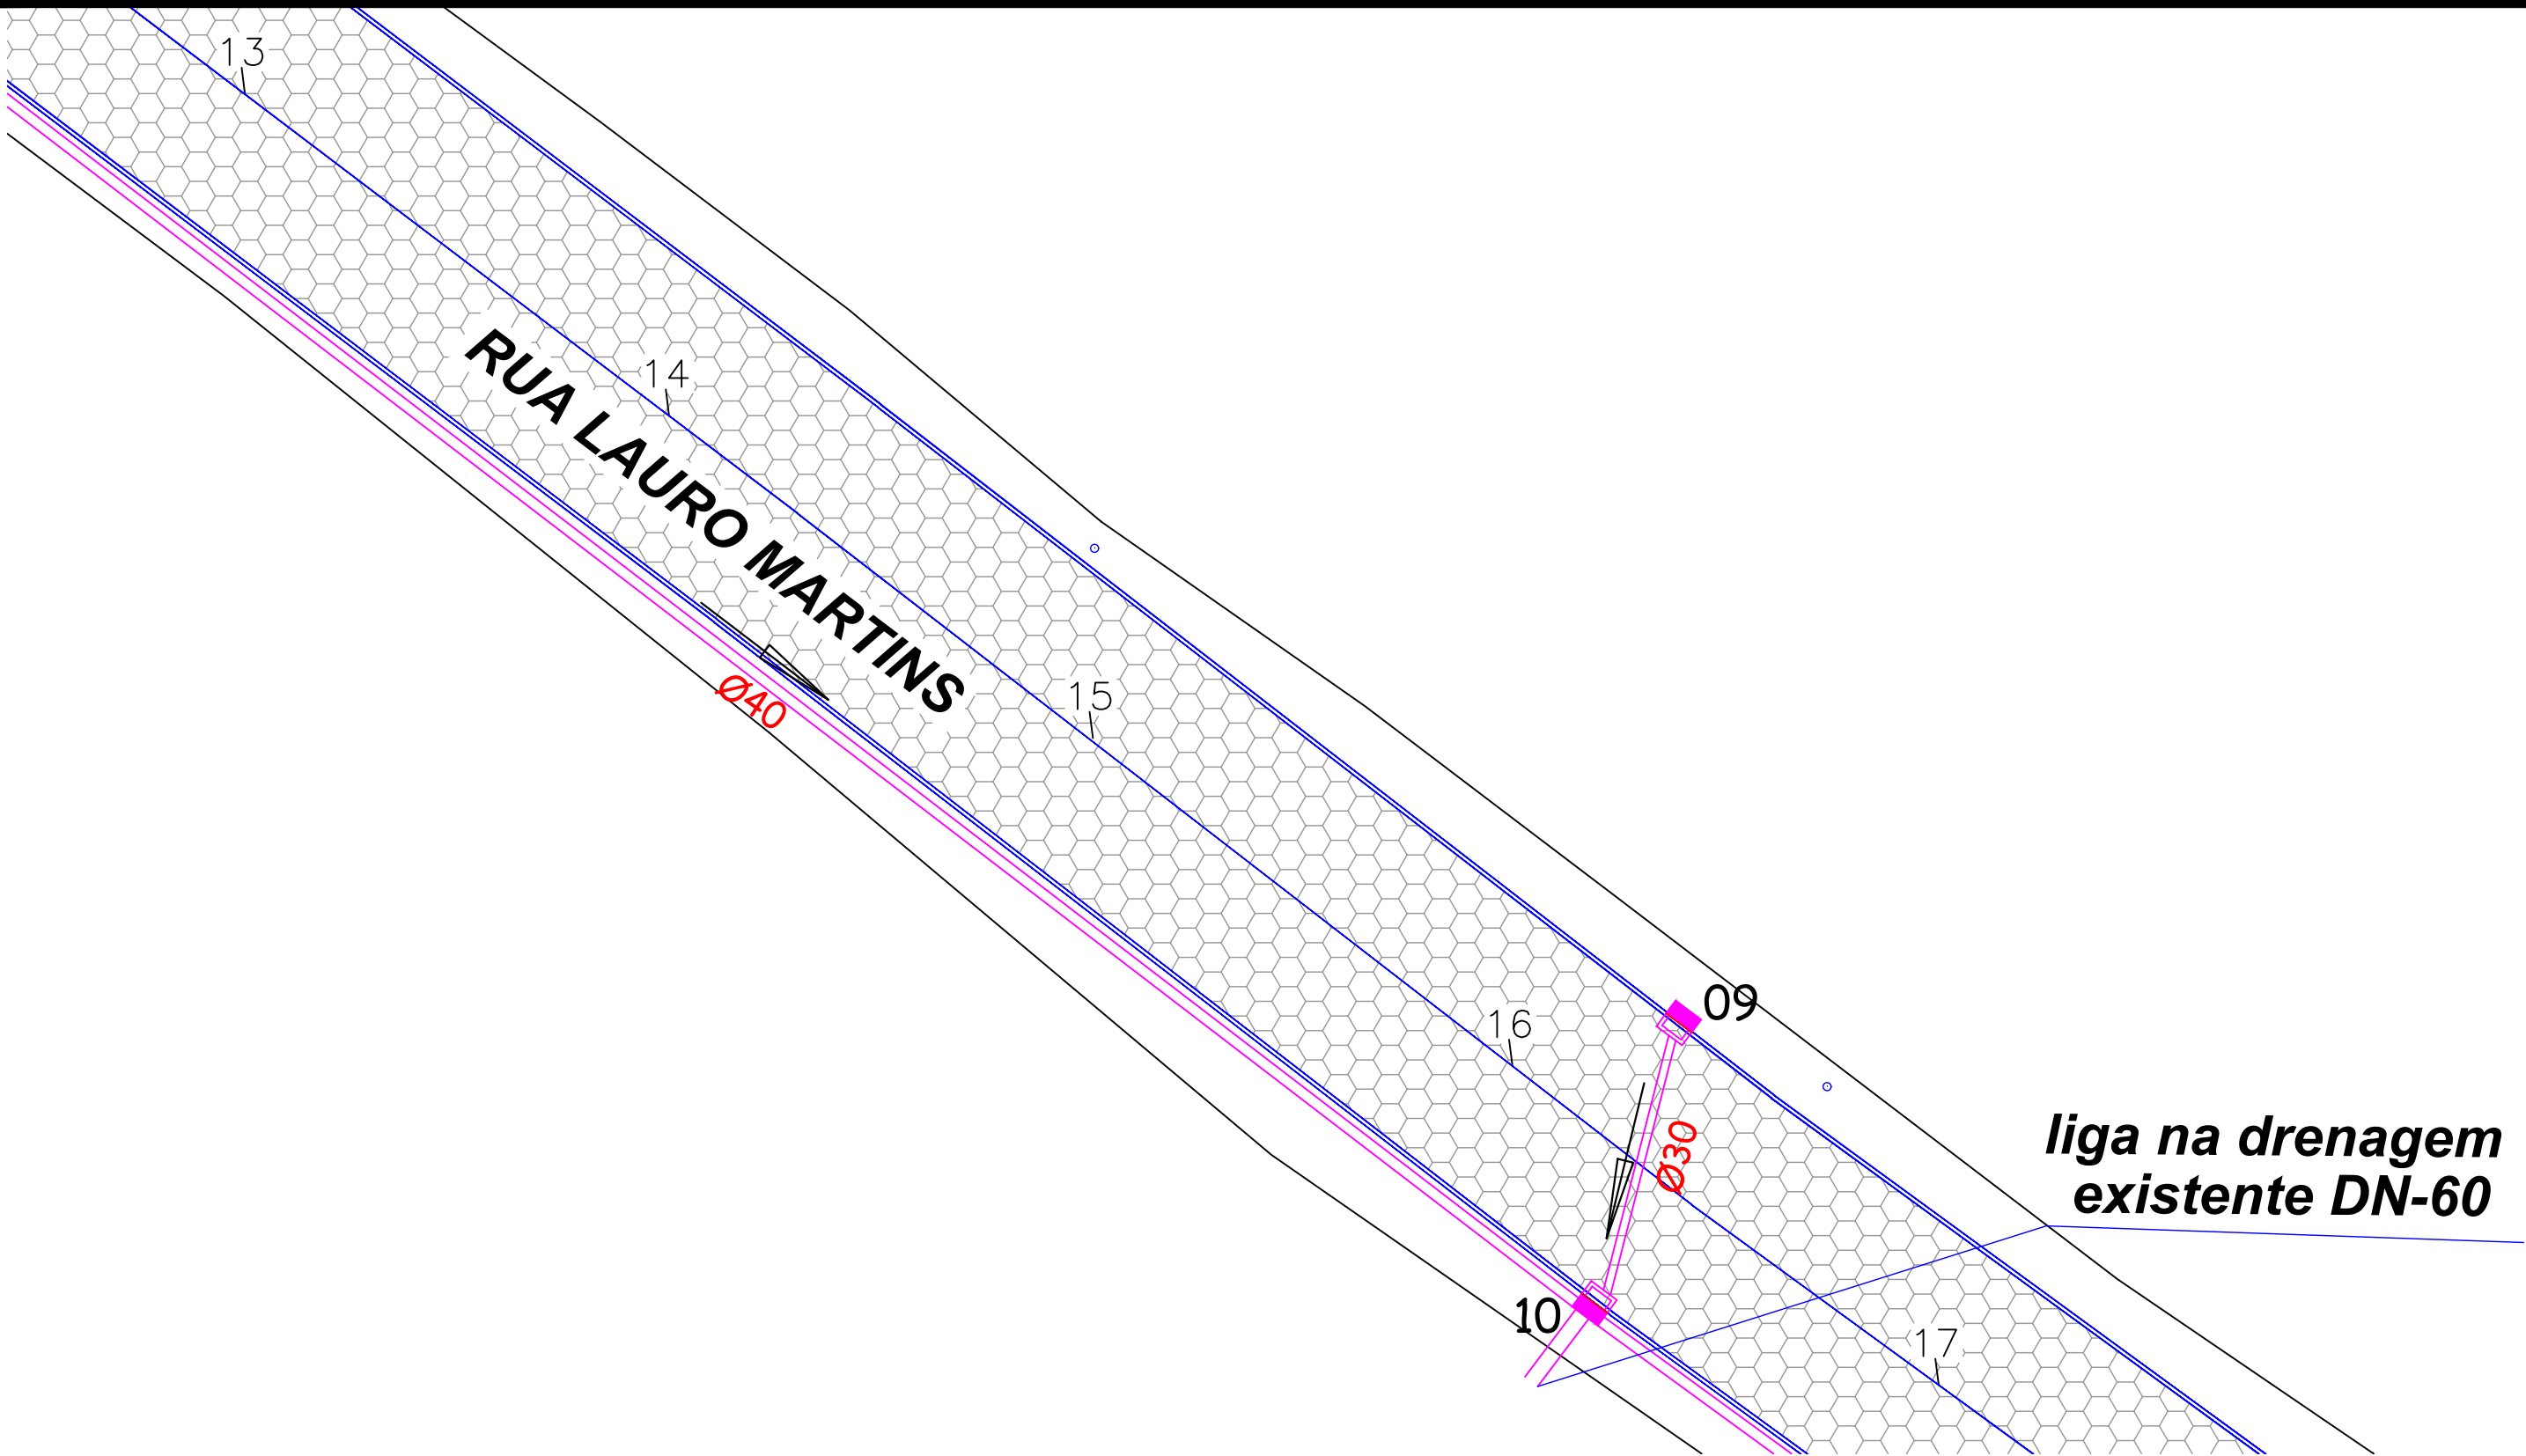 13
14
RUA LAURO MARTINS
15
Ø40
09
16
Ø30
liga na drenagem
existente DN-60
10
17